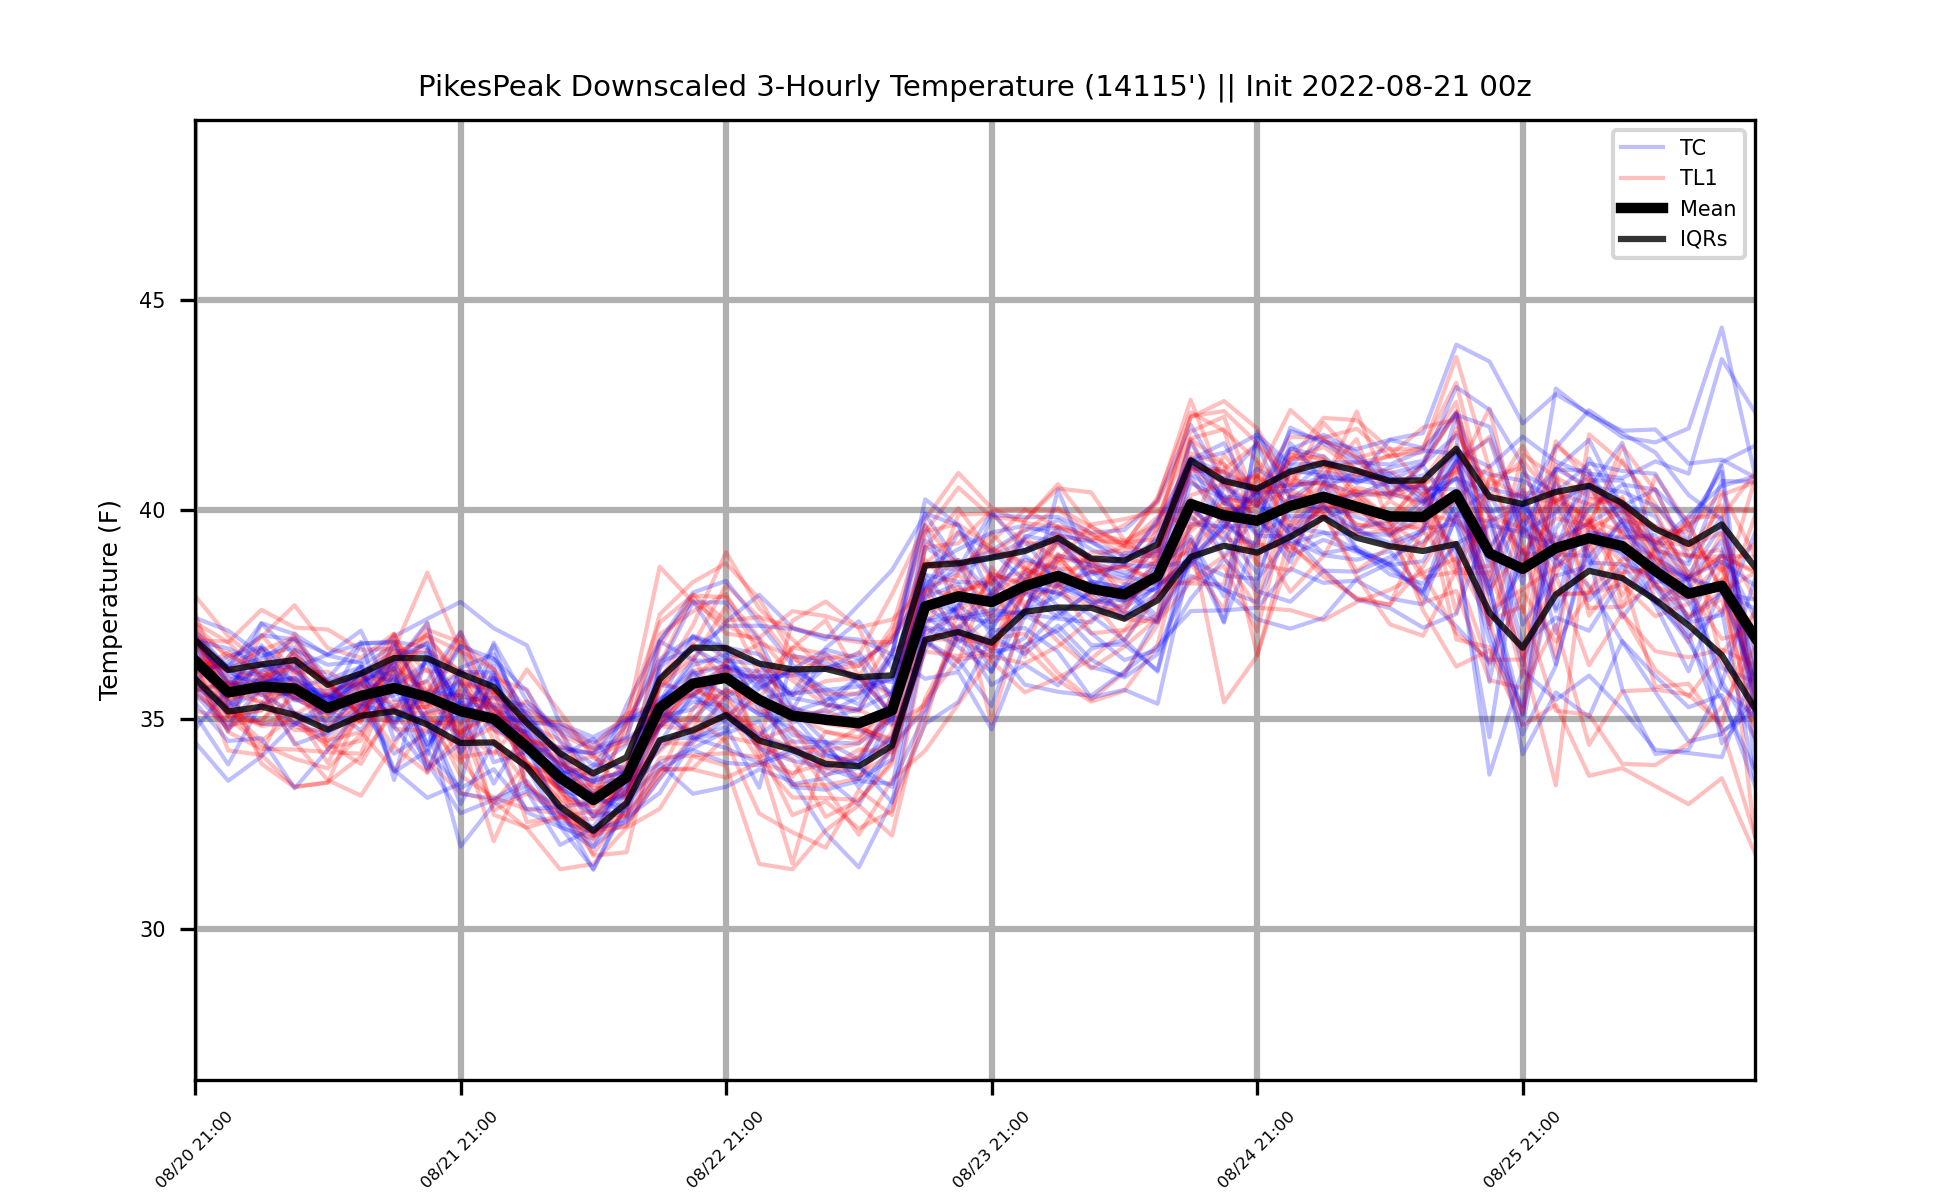 PikesPeak Downscaled 3-Hourly Temperature (14115') || Init 2022-08-21 00z
TC
TL1
Mean
IQRs
Temperature (F)
45
40
35
30
08/20 21:00
08/21 21:00
08/22 21:00
08/23 21:00
08/24 21:00
08/25 21:00